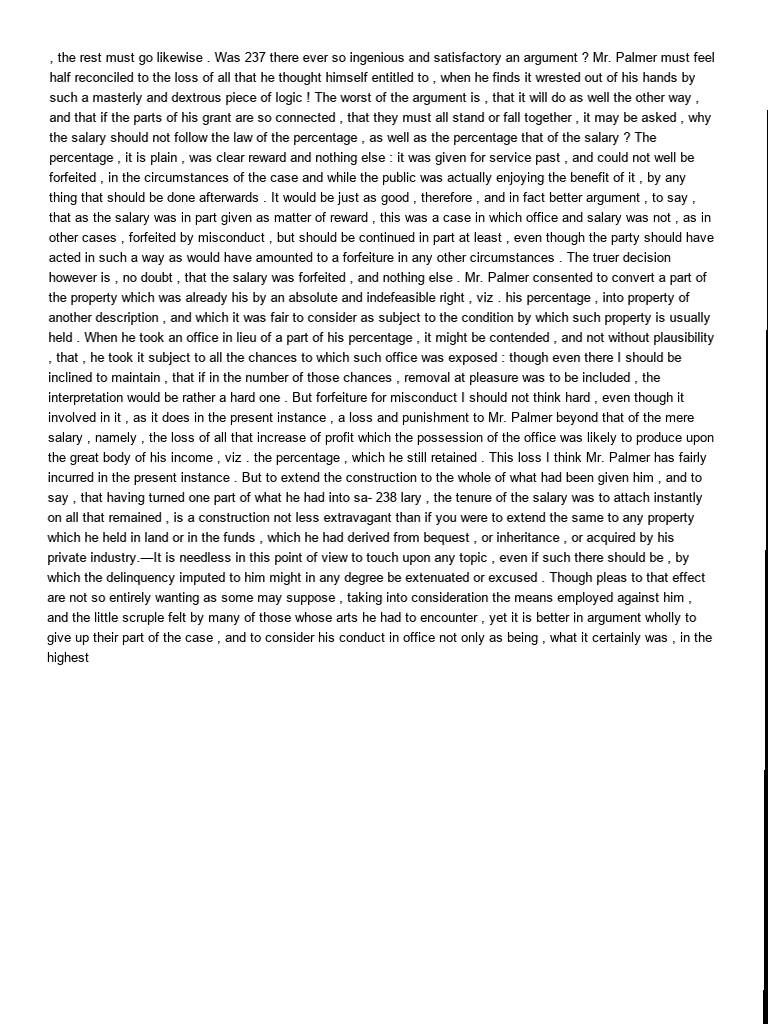 , the rest must go likewise . Was 237 there ever so ingenious and satisfactory an argument ? Mr. Palmer must feel
half reconciled to the loss of all that he thought himself entitled to , when he finds it wrested out of his hands by
such a masterly and dextrous piece of logic ! The worst of the argument is , that it will do as well the other way ,
and that if the parts of his grant are so connected , that they must all stand or fall together , it may be asked , why
the salary should not follow the law of the percentage , as well as the percentage that of the salary ? The
percentage , it is plain , was clear reward and nothing else : it was given for service past , and could not well be
forfeited , in the circumstances of the case and while the public was actually enjoying the benefit of it , by any
thing that should be done afterwards . It would be just as good , therefore , and in fact better argument , to say ,
that as the salary was in part given as matter of reward , this was a case in which office and salary was not , as in
other cases , forfeited by misconduct , but should be continued in part at least , even though the party should have
acted in such a way as would have amounted to a forfeiture in any other circumstances . The truer decision
however is , no doubt , that the salary was forfeited , and nothing else . Mr. Palmer consented to convert a part of
the property which was already his by an absolute and indefeasible right , viz . his percentage , into property of
another description , and which it was fair to consider as subject to the condition by which such property is usually
held . When he took an office in lieu of a part of his percentage , it might be contended , and not without plausibility
, that , he took it subject to all the chances to which such office was exposed : though even there I should be
inclined to maintain , that if in the number of those chances , removal at pleasure was to be included , the
interpretation would be rather a hard one . But forfeiture for misconduct I should not think hard , even though it
involved in it , as it does in the present instance , a loss and punishment to Mr. Palmer beyond that of the mere
salary , namely , the loss of all that increase of profit which the possession of the office was likely to produce upon
the great body of his income , viz . the percentage , which he still retained . This loss I think Mr. Palmer has fairly
incurred in the present instance . But to extend the construction to the whole of what had been given him , and to
say , that having turned one part of what he had into sa- 238 lary , the tenure of the salary was to attach instantly
on all that remained , is a construction not less extravagant than if you were to extend the same to any property
which he held in land or in the funds , which he had derived from bequest , or inheritance , or acquired by his
private industry.—It is needless in this point of view to touch upon any topic , even if such there should be , by
which the delinquency imputed to him might in any degree be extenuated or excused . Though pleas to that effect
are not so entirely wanting as some may suppose , taking into consideration the means employed against him ,
and the little scruple felt by many of those whose arts he had to encounter , yet it is better in argument wholly to
give up their part of the case , and to consider his conduct in office not only as being , what it certainly was , in the
highest